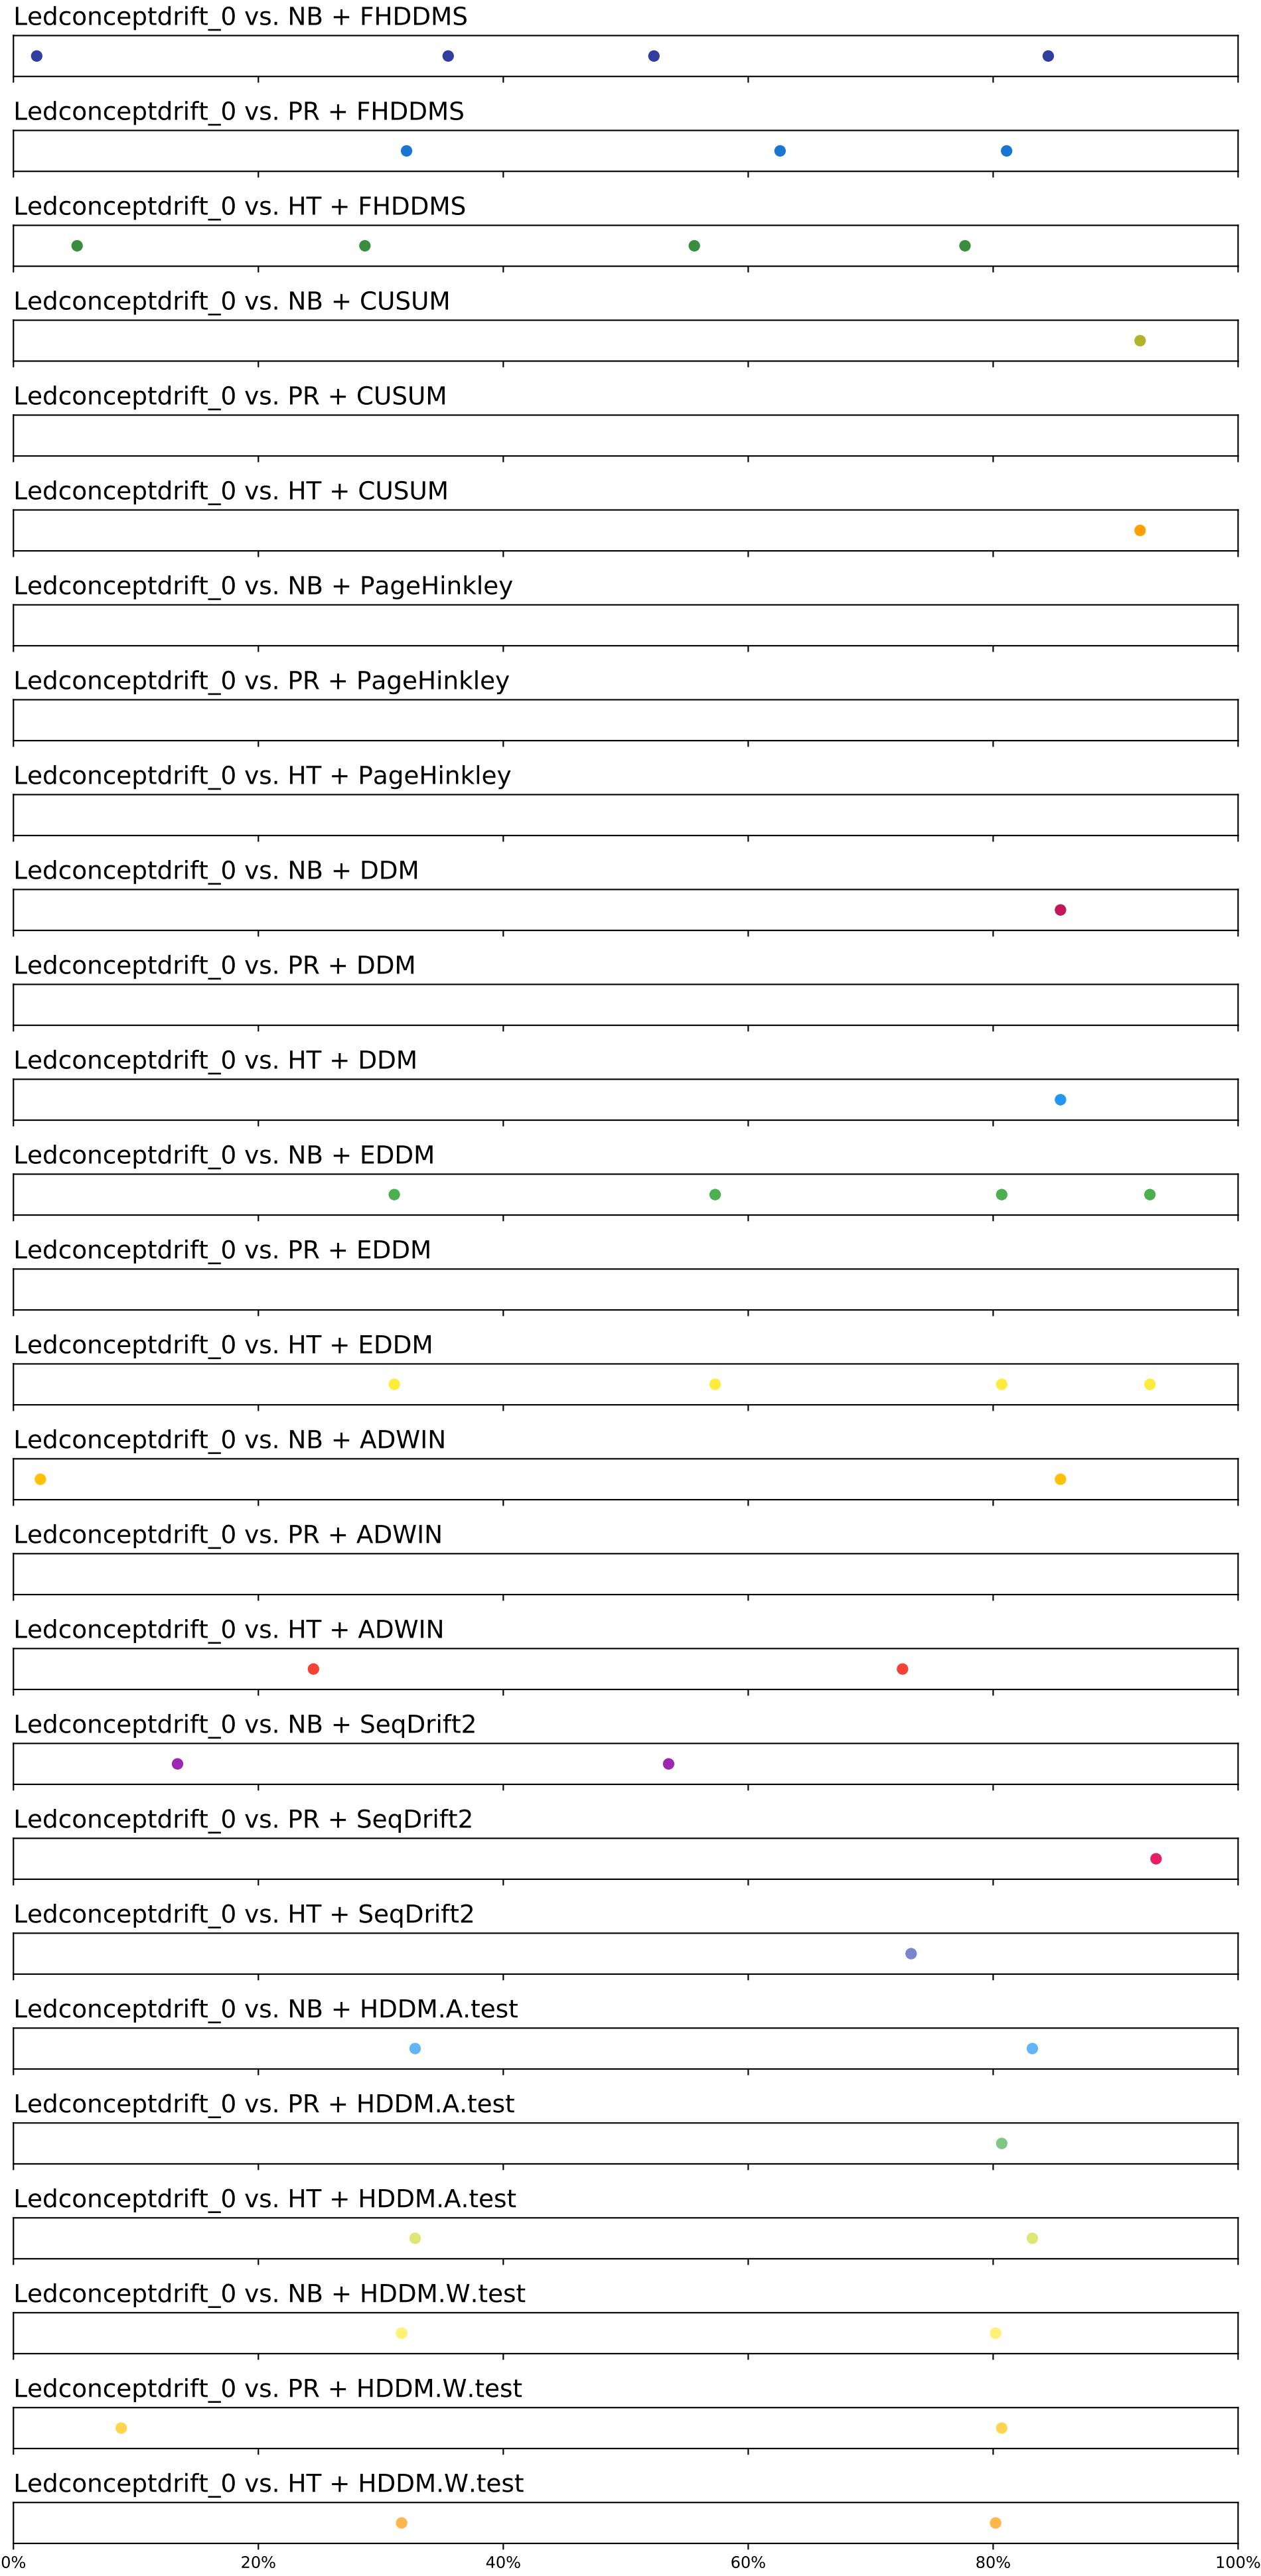 Ledconceptdrift_0 vs. NB + FHDDMS
Ledconceptdrift_0 vs. PR + FHDDMS
Ledconceptdrift_0 vs. HT + FHDDMS
Ledconceptdrift_0 vs. NB + CUSUM
Ledconceptdrift_0 vs. PR + CUSUM
Ledconceptdrift_0 vs. HT + CUSUM
Ledconceptdrift_0 vs. NB + PageHinkley
Ledconceptdrift_0 vs. PR + PageHinkley
Ledconceptdrift_0 vs. HT + PageHinkley
Ledconceptdrift_0 vs. NB + DDM
Ledconceptdrift_0 vs. PR + DDM
Ledconceptdrift_0 vs. HT + DDM
Ledconceptdrift_0 vs. NB + EDDM
Ledconceptdrift_0 vs. PR + EDDM
Ledconceptdrift_0 vs. HT + EDDM
Ledconceptdrift_0 vs. NB + ADWIN
Ledconceptdrift_0 vs. PR + ADWIN
Ledconceptdrift_0 vs. HT + ADWIN
Ledconceptdrift_0 vs. NB + SeqDrift2
Ledconceptdrift_0 vs. PR + SeqDrift2
Ledconceptdrift_0 vs. HT + SeqDrift2
Ledconceptdrift_0 vs. NB + HDDM.A.test
Ledconceptdrift_0 vs. PR + HDDM.A.test
Ledconceptdrift_0 vs. HT + HDDM.A.test
Ledconceptdrift_0 vs. NB + HDDM.W.test
Ledconceptdrift_0 vs. PR + HDDM.W.test
Ledconceptdrift_0 vs. HT + HDDM.W.test
0% 20% 40% 60% 80% 100%